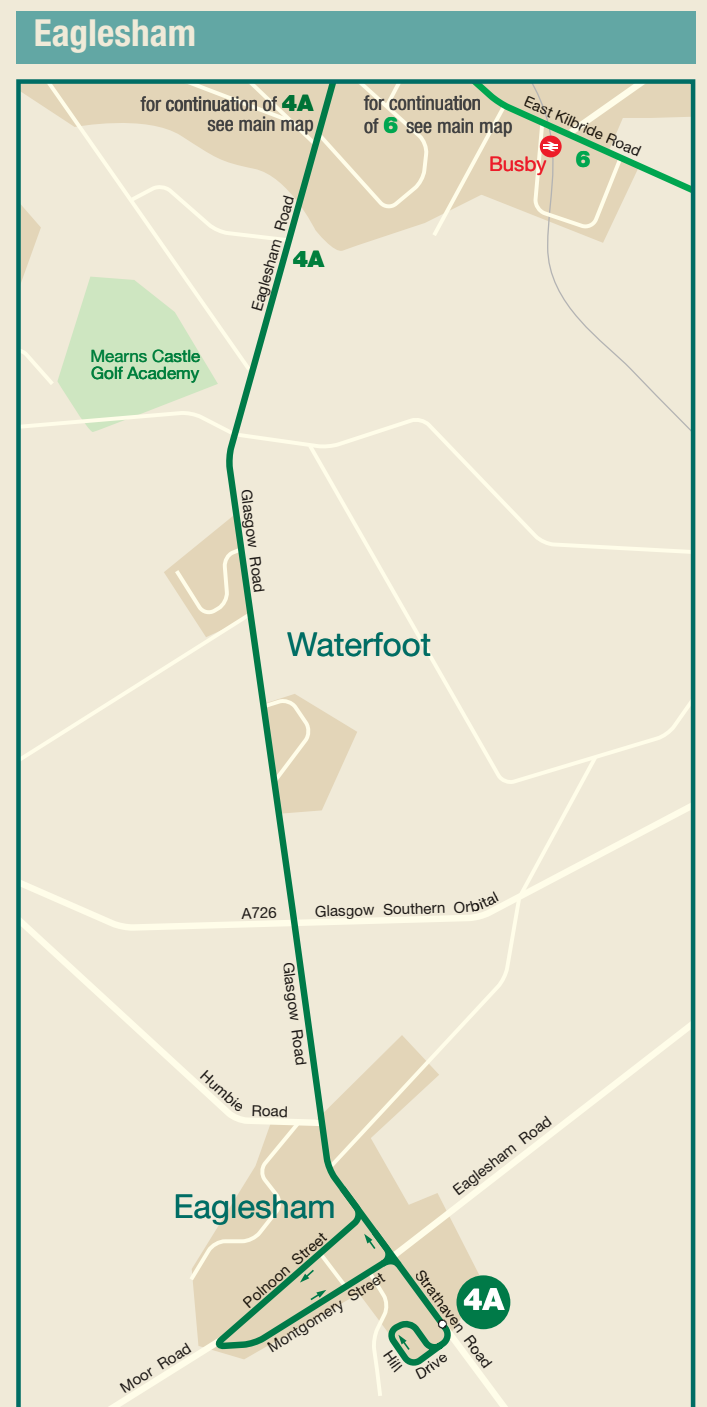 Eaglesham
for continuation of 4A
see main map
for continuation
of 6 see main map
East Kilbride Road
Busby
6
Eaglesham Road
4A
Mearns Castle
Golf Academy
Glasgow Road
Waterfoot
A726 Glasgow Southern Orbital
Glasgow Road
Humbie Road
Eaglesham Road
Eaglesham
Polnoon Street
Montgomery Street
Strathaven Road
4A
Moor Road
Hill Drive